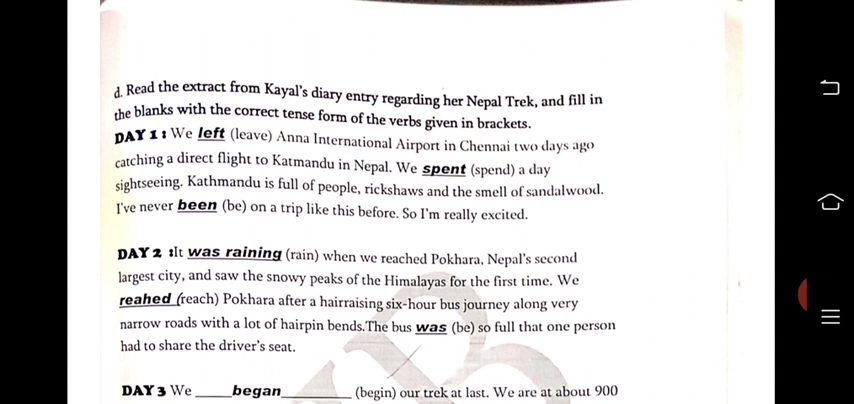 d. Read the extract from Kayal's diary entry regarding her Nepal Trek, and fill in
the blanks with the correct tense form of the verbs given in brackets.
DAY 1 : We left (leave) Anna International Airport in Chennai two days ago
catching a direct flight to Katmandu in Nepal. We spent (spend) a day
sightseeing. Kathmandu is full of people, rickshaws and the smell of sandalwood.
I've never been (be) on a trip like this before. So I'm really excited.
DAY 2 :It was raining (rain) when we reached Pokhara, Nepal's second
largest city, and saw the snowy peaks of the Himalayas for the first time. We
reahed (reach) Pokhara after a hairraising six-hour bus journey along very
narrow roads with a lot of hairpin bends.The bus was (be) so full that one person
had to share the driver's seat.
DAY 3 We ____began_________ (begin) our trek at last. We are at about 900